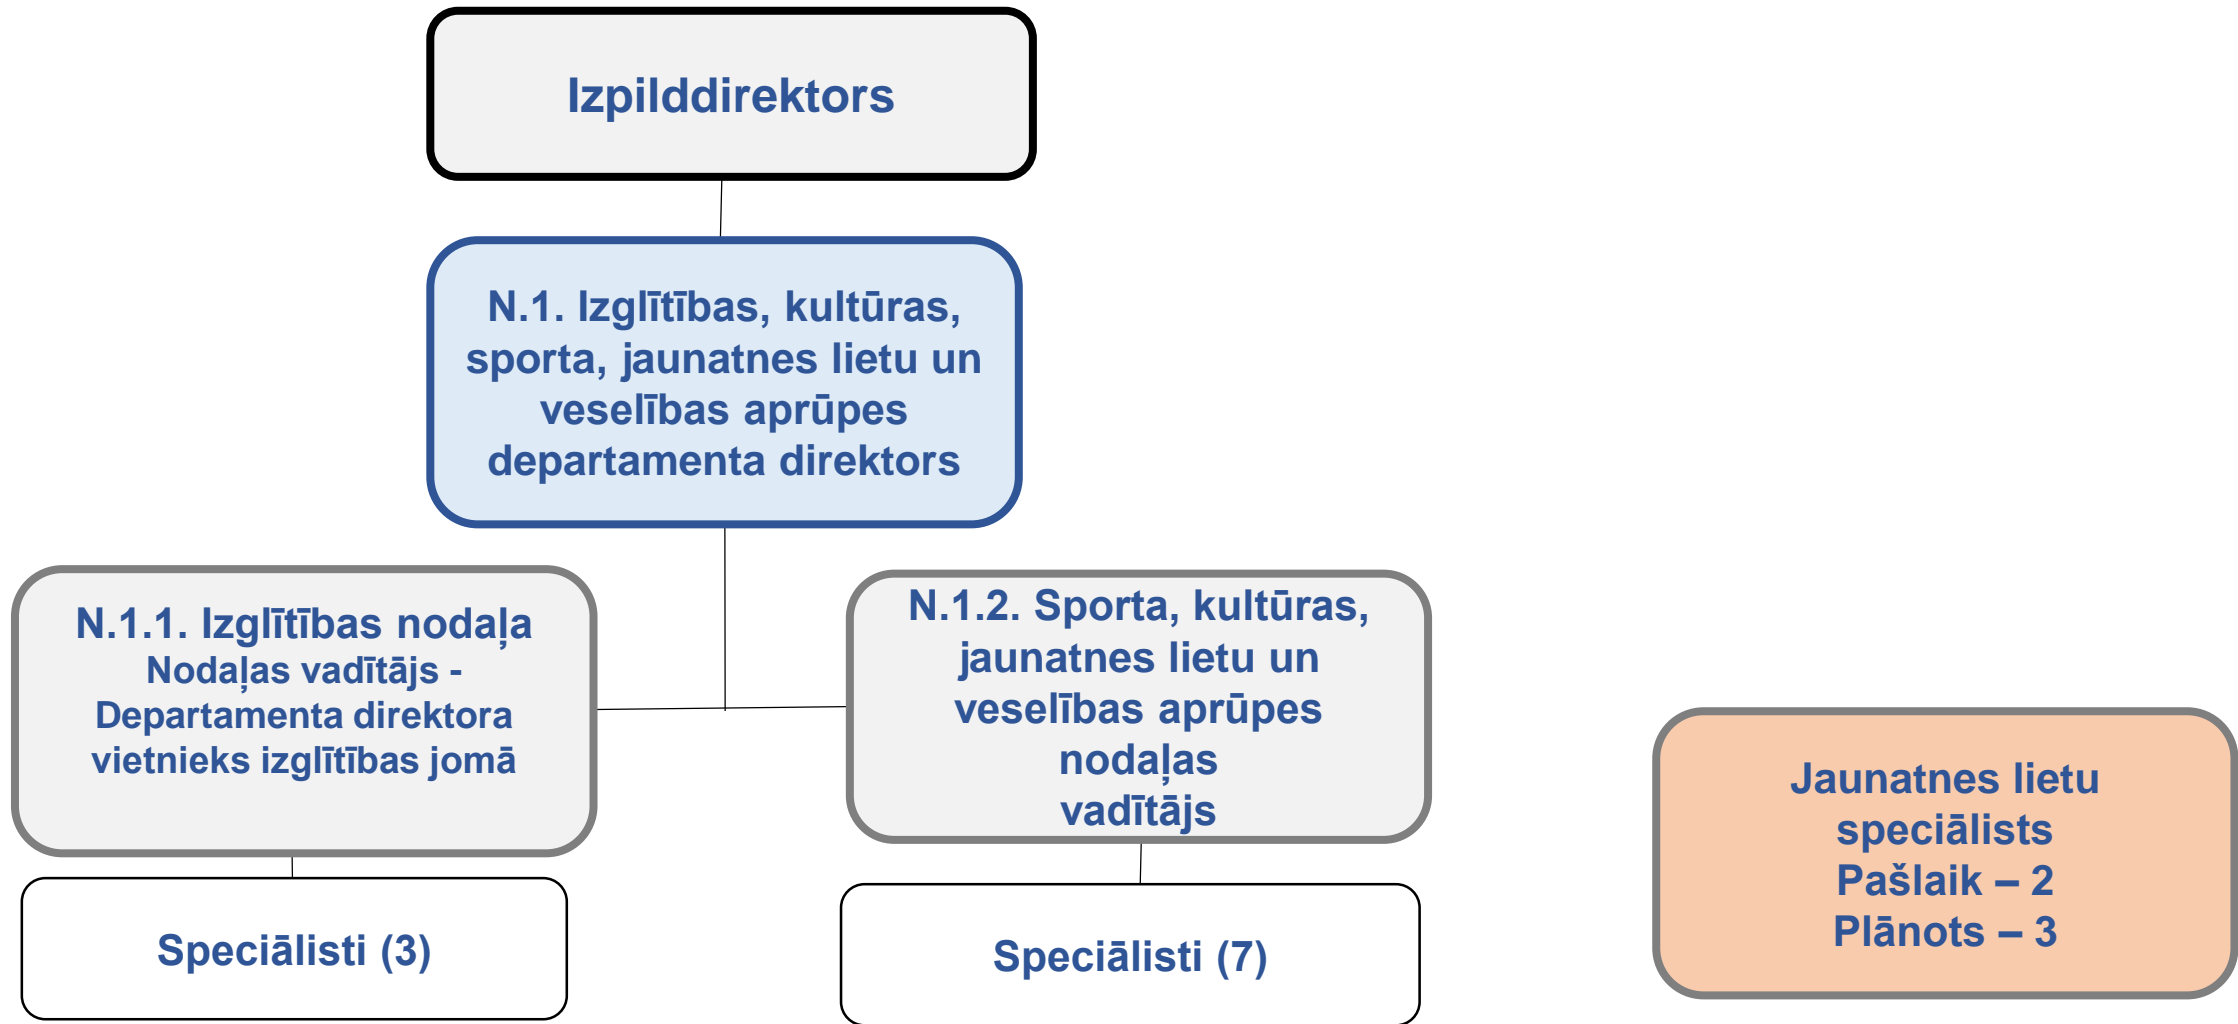 Izpilddirektors
N.1. Izglītības, kultūras,
sporta, jaunatnes lietu un
veselības aprūpes
departamenta direktors
N.1.1. Izglītības nodaļa
Nodaļas vadītājs -
Departamenta direktora
vietnieks izglītības jomā
N.1.2. Sporta, kultūras,
jaunatnes lietu un
veselības aprūpes
nodaļas
vadītājs
Jaunatnes lietu
speciālists
Pašlaik – 2
Plānots – 3
Speciālisti (3)
Speciālisti (7)